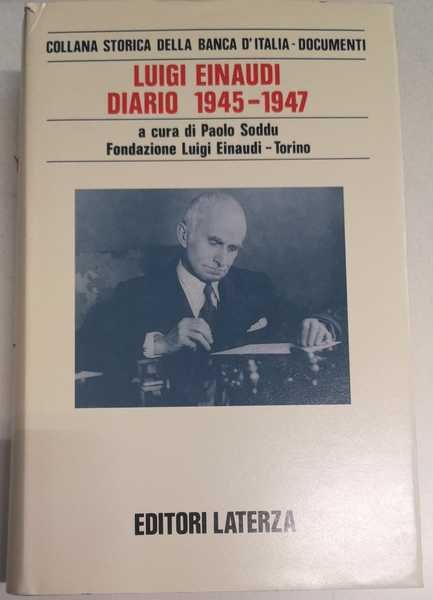 COLLANA STORICA DELLA BANCA D'ITALIA - DOCUMENTI
LUIGI EINAUDI
DIARIO 1945-1947
a cura di Paolo Soddu
Fondazione Luigi Einaudi - Torino
EDITORI LATERZA